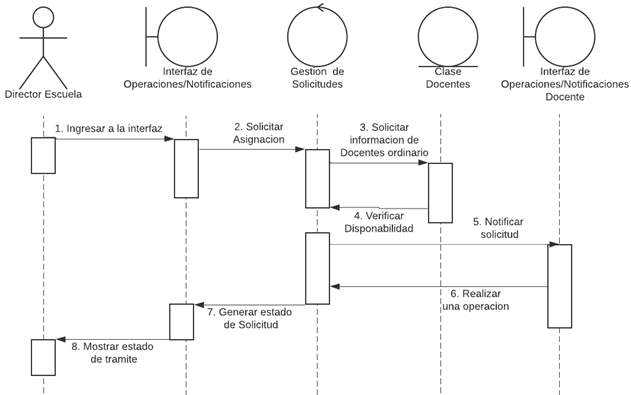 Director Escuela
Interfaz de
Operaciones/Notificaciones
Gestion de
Solicitudes
Clase
Docentes
Interfaz de
Operaciones/Notificaciones
Docente
1. Ingresar a la interfaz
2. Solicitar
Asignacion
3. Solicitar
informacion de
Docentes ordinario
4. Verificar
Disponabilidad
5. Notificar
solicitud
6. Realizar
una operacion
7. Generar estado
de Solicitud
8. Mostrar estado
de tramite